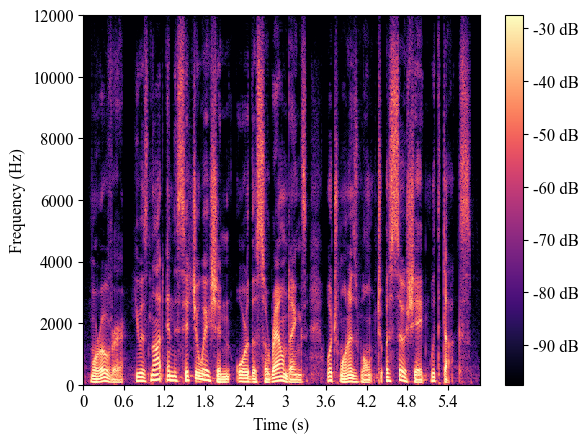 12000
10000
8000
6000
4000
2000
0
Frequency (Hz)
0 0.6 1.2 1.8 2.4 3 3.6 4.2 4.8 5.4
Time (s)
-30 dB
-40 dB
-50 dB
-60 dB
-70 dB
-80 dB
-90 dB